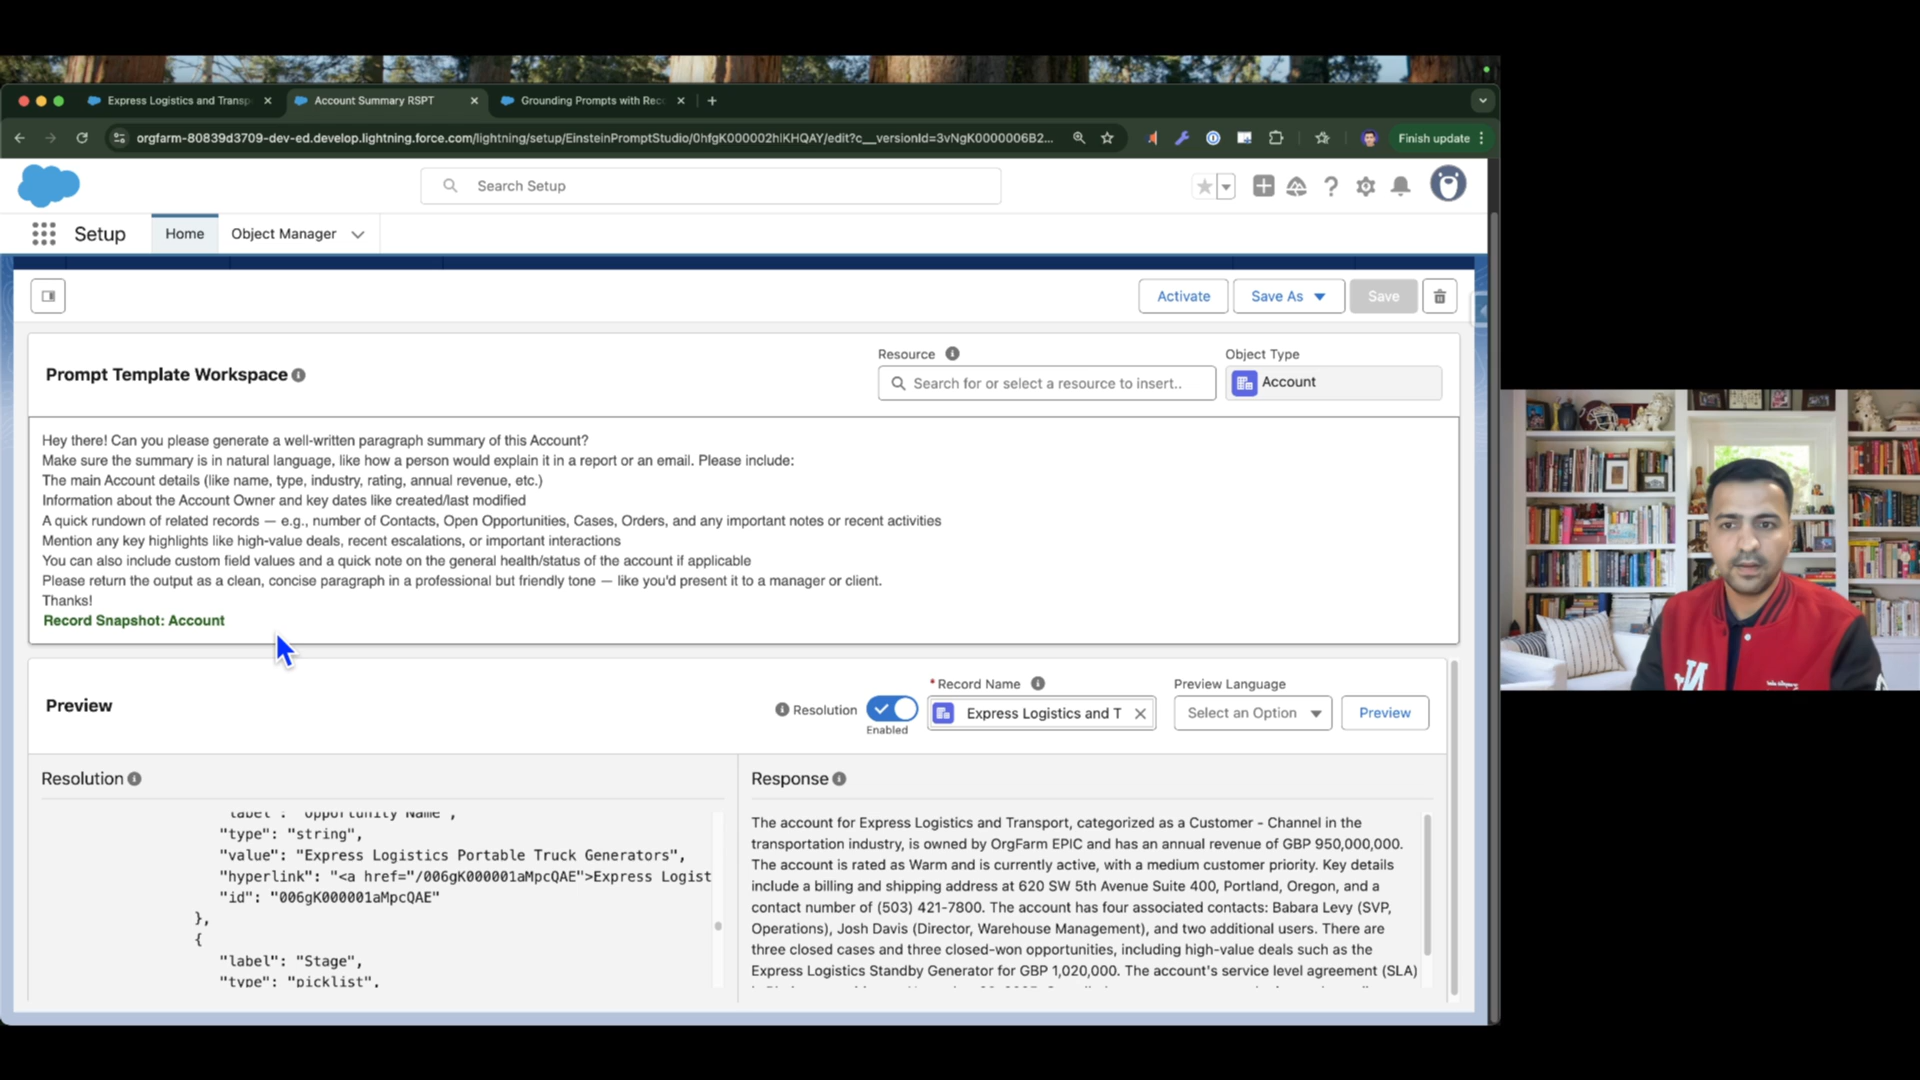 Express Logistics and Transp
Account Summary RSPT
Grounding Prompts with Rec
orgfarm-80839d3709-dev-ed.develop.lightning.force.com/lightning/setup/EinsteinPromptStudio/0hfgK000002hlKHQAY/edit?c__versionId=3vNgK0000006B2...
Finish update
Search Setup
Setup
Home
Object Manager
Activate
Save As
Save
Prompt Template Workspace
Resource
Search for or select a resource to insert..
Object Type
Account
Hey there! Can you please generate a well-written paragraph summary of this Account?
Make sure the summary is in natural language, like how a person would explain it in a report or an email. Please include:
The main Account details (like name, type, industry, rating, annual revenue, etc.)
Information about the Account Owner and key dates like created/last modified
A quick rundown of related records — e.g., number of Contacts, Open Opportunities, Cases, Orders, and any important notes or recent activities
Mention any key highlights like high-value deals, recent escalations, or important interactions
You can also include custom field values and a quick note on the general health/status of the account if applicable
Please return the output as a clean, concise paragraph in a professional but friendly tone — like you'd present it to a manager or client.
Thanks!
Record Snapshot: Account
Preview
Resolution
Enabled
*Record Name
Express Logistics and T
Preview Language
Select an Option
Preview
Resolution
"label": "Opportunity Name",
"type": "string",
"value": "Express Logistics Portable Truck Generators",
"hyperlink": "<a href="/006gK000001aMpcQAE">Express Logist
"id": "006gK000001aMpcQAE"
},
{
"label": "Stage",
"type": "picklist",
Response
The account for Express Logistics and Transport, categorized as a Customer - Channel in the
transportation industry, is owned by OrgFarm EPIC and has an annual revenue of GBP 950,000,000.
The account is rated as Warm and is currently active, with a medium customer priority. Key details
include a billing and shipping address at 620 SW 5th Avenue Suite 400, Portland, Oregon, and a
contact number of (503) 421-7800. The account has four associated contacts: Babara Levy (SVP,
Operations), Josh Davis (Director, Warehouse Management), and two additional users. There are
three closed cases and three closed-won opportunities, including high-value deals such as the
Express Logistics Standby Generator for GBP 1,020,000. The account's service level agreement (SLA)